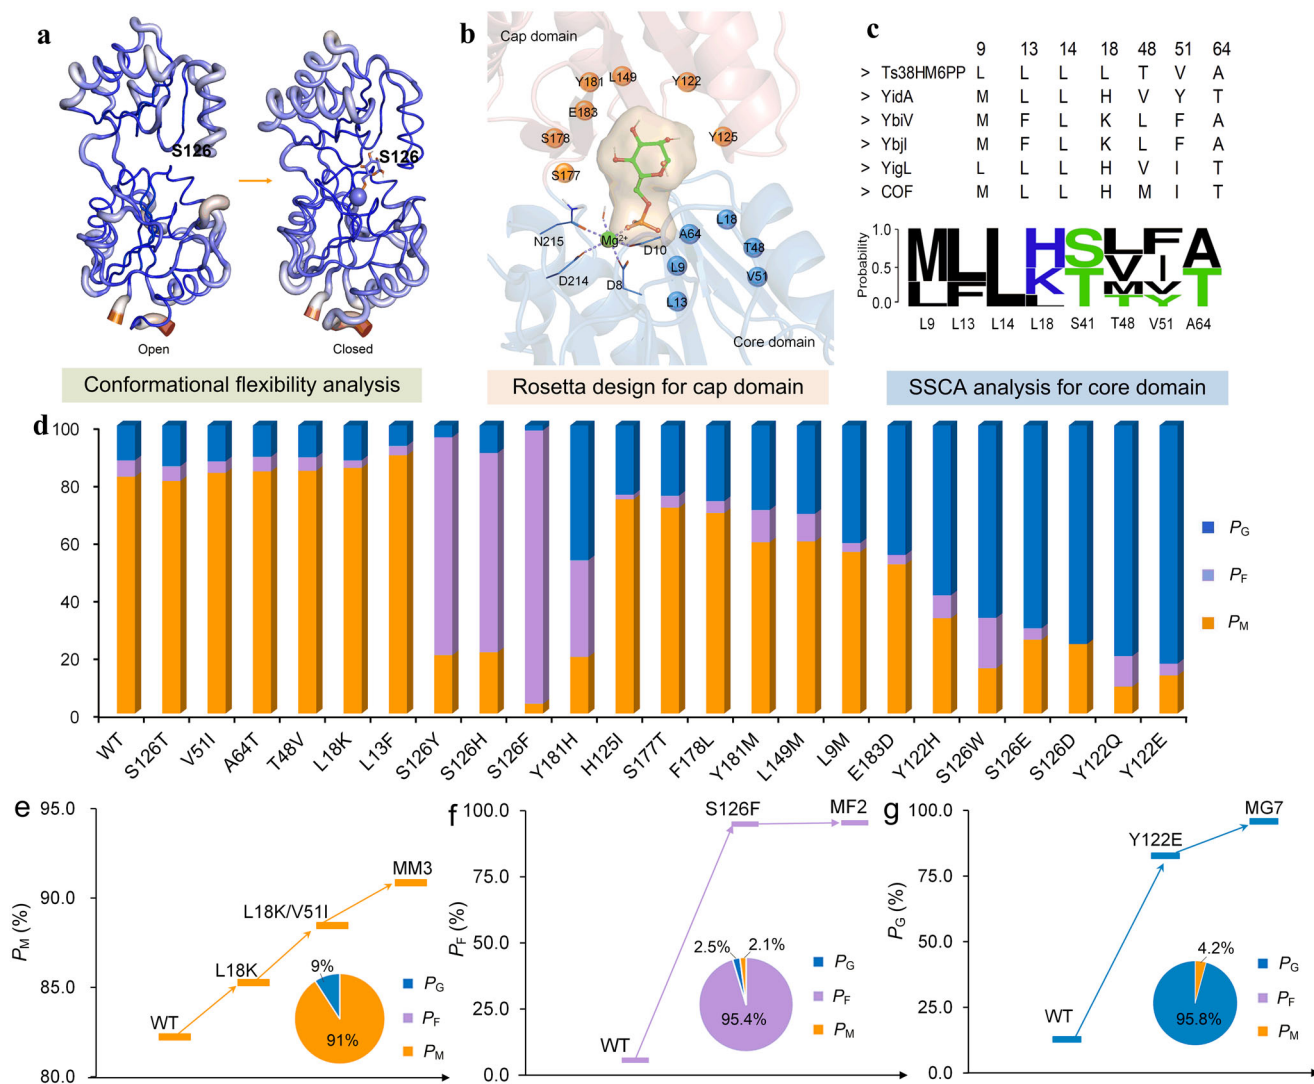 a
S126
S126
Open
Closed
Conformational flexibility analysis
b
Cap domain
Y181
L149
Y122
E183
S178
Y125
S177
N215
Mg2+
D10
A64
L18
T48
L9
V51
D214
D8
L13
Core domain
Rosetta design for cap domain
c
9 13 14 18 48 51 64
> Ts38HM6PP L L L L T V A
> YidA M L L H V Y T
> YbiV M F L K L F A
> YbjI M F L K L F A
> YigL L L L H V I T
> COF M L L H M I T
Probability
1.0
0.5
0.0
M L L H S L F A
L F K T V I T
M V
T Y
L9 L13 L14 L18 S41 T48 V51 A64
SSCA analysis for core domain
d
100
80
60
40
20
0
WT S126T V51I A64T T48V L18K L13F S126Y S126H S126F Y181H H125I S177T F178L Y181M L149M L9M E183D Y122H S126W S126E S126D Y122Q Y122E
PG
PF
PM
e
PM (%)
95.0
90.0
85.0
80.0
WT
L18K
L18K/V51I
MM3
9%
91%
PG
PF
PM
f
PF (%)
100.0
75.0
50.0
25.0
0.0
WT
S126F
MF2
2.5%
2.1%
95.4%
PG
PF
PM
g
PG (%)
100.0
75.0
50.0
25.0
0.0
WT
Y122E
MG7
4.2%
95.8%
PG
PF
PM